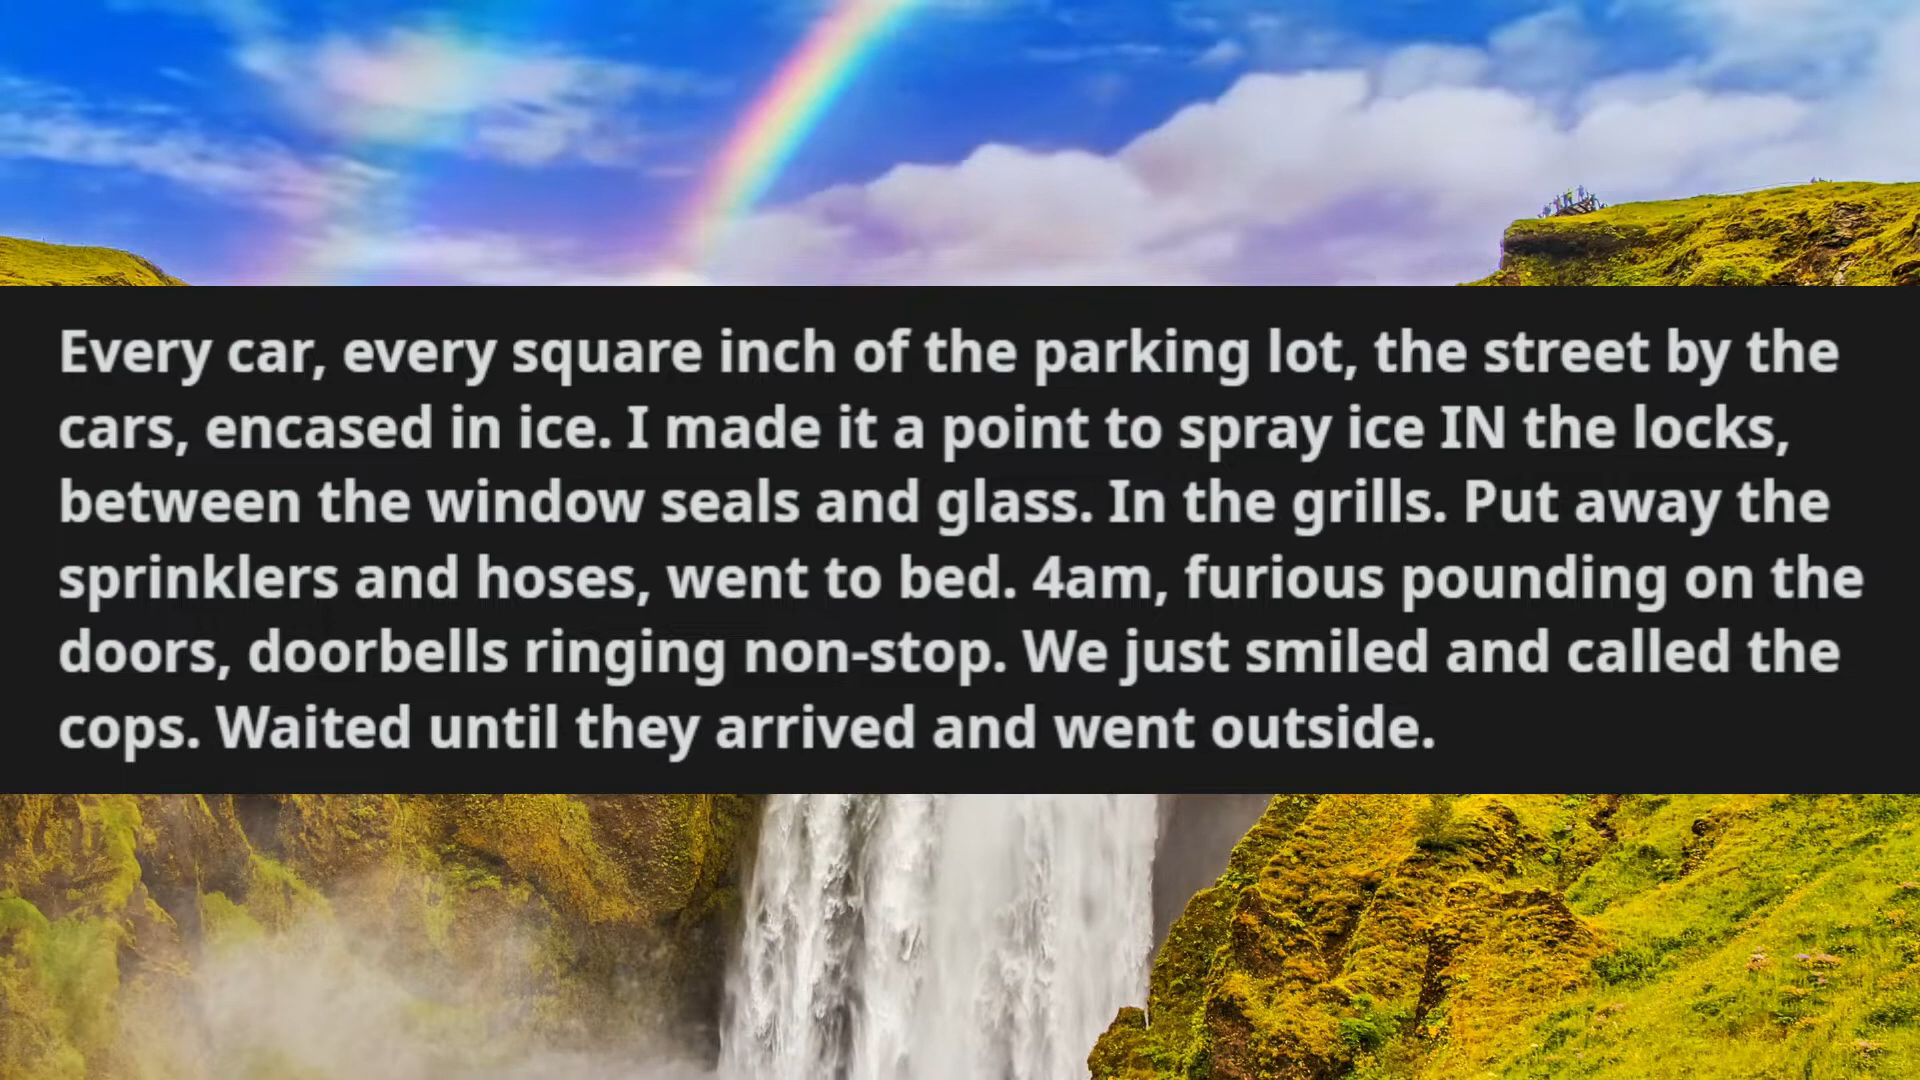 Every car, every square inch of the parking lot, the street by the
cars, encased in ice. I made it a point to spray ice IN the locks,
between the window seals and glass. In the grills. Put away the
sprinklers and hoses, went to bed. 4am, furious pounding on the
doors, doorbells ringing non-stop. We just smiled and called the
cops. Waited until they arrived and went outside.